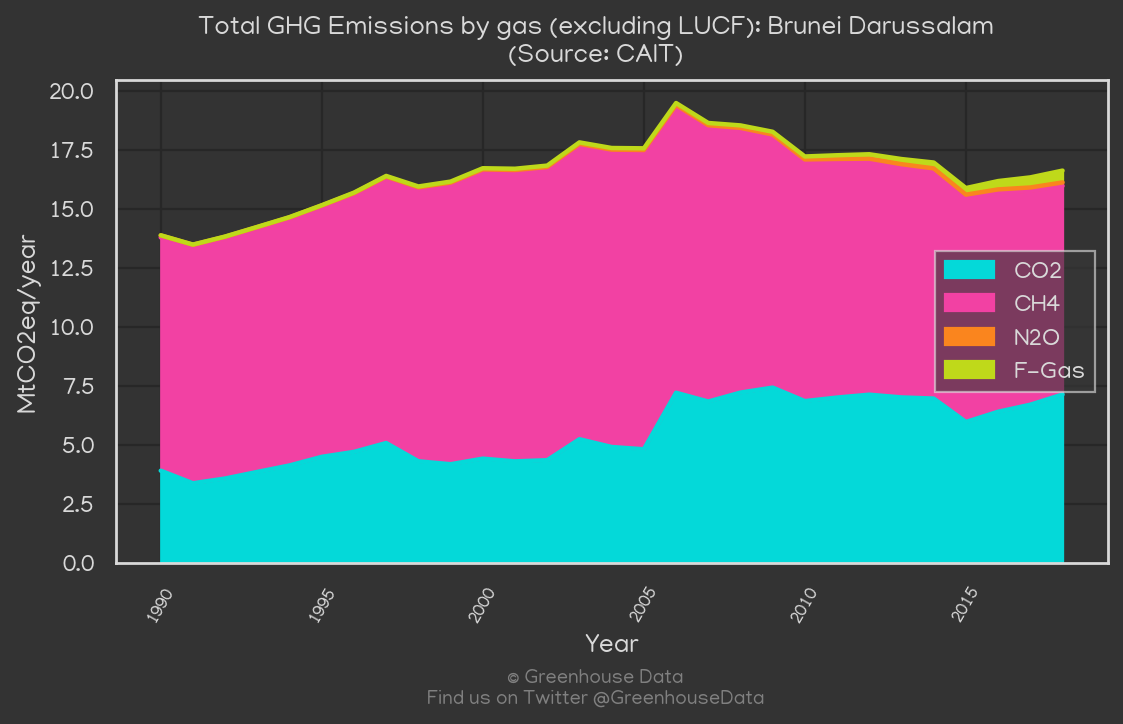 Total GHG Emissions by gas (excluding LUCF): Brunei Darussalam
(Source: CAIT)
MtCO2eq/year
20.0
17.5
15.0
12.5
10.0
7.5
5.0
2.5
0.0
CO2
CH4
N2O
F-Gas
1990
1995
2000
2005
2010
2015
Year
© Greenhouse Data
Find us on Twitter @GreenhouseData